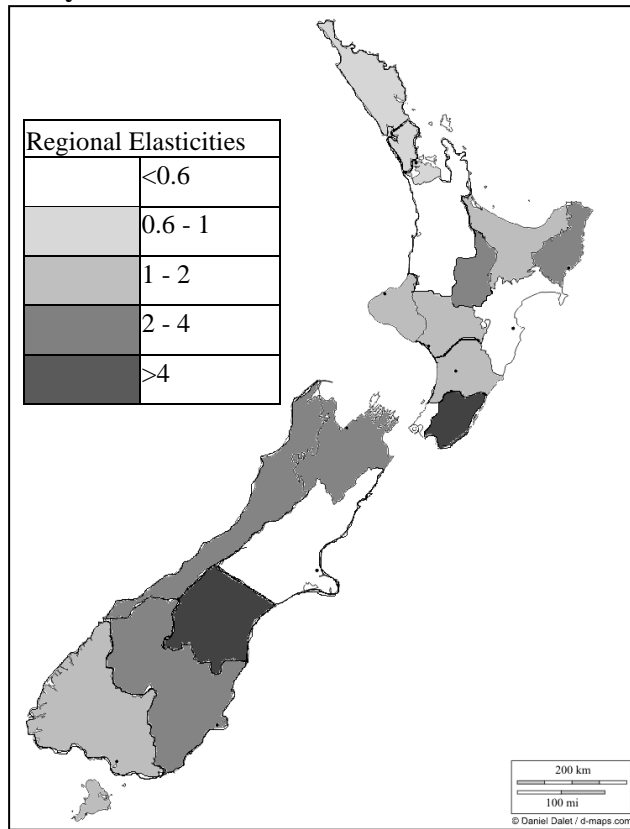 Regional Elasticities
<0.6
0.6 - 1
1 - 2
2 - 4
>4
200 km
100 mi
© Daniel Dalet / d-maps.com